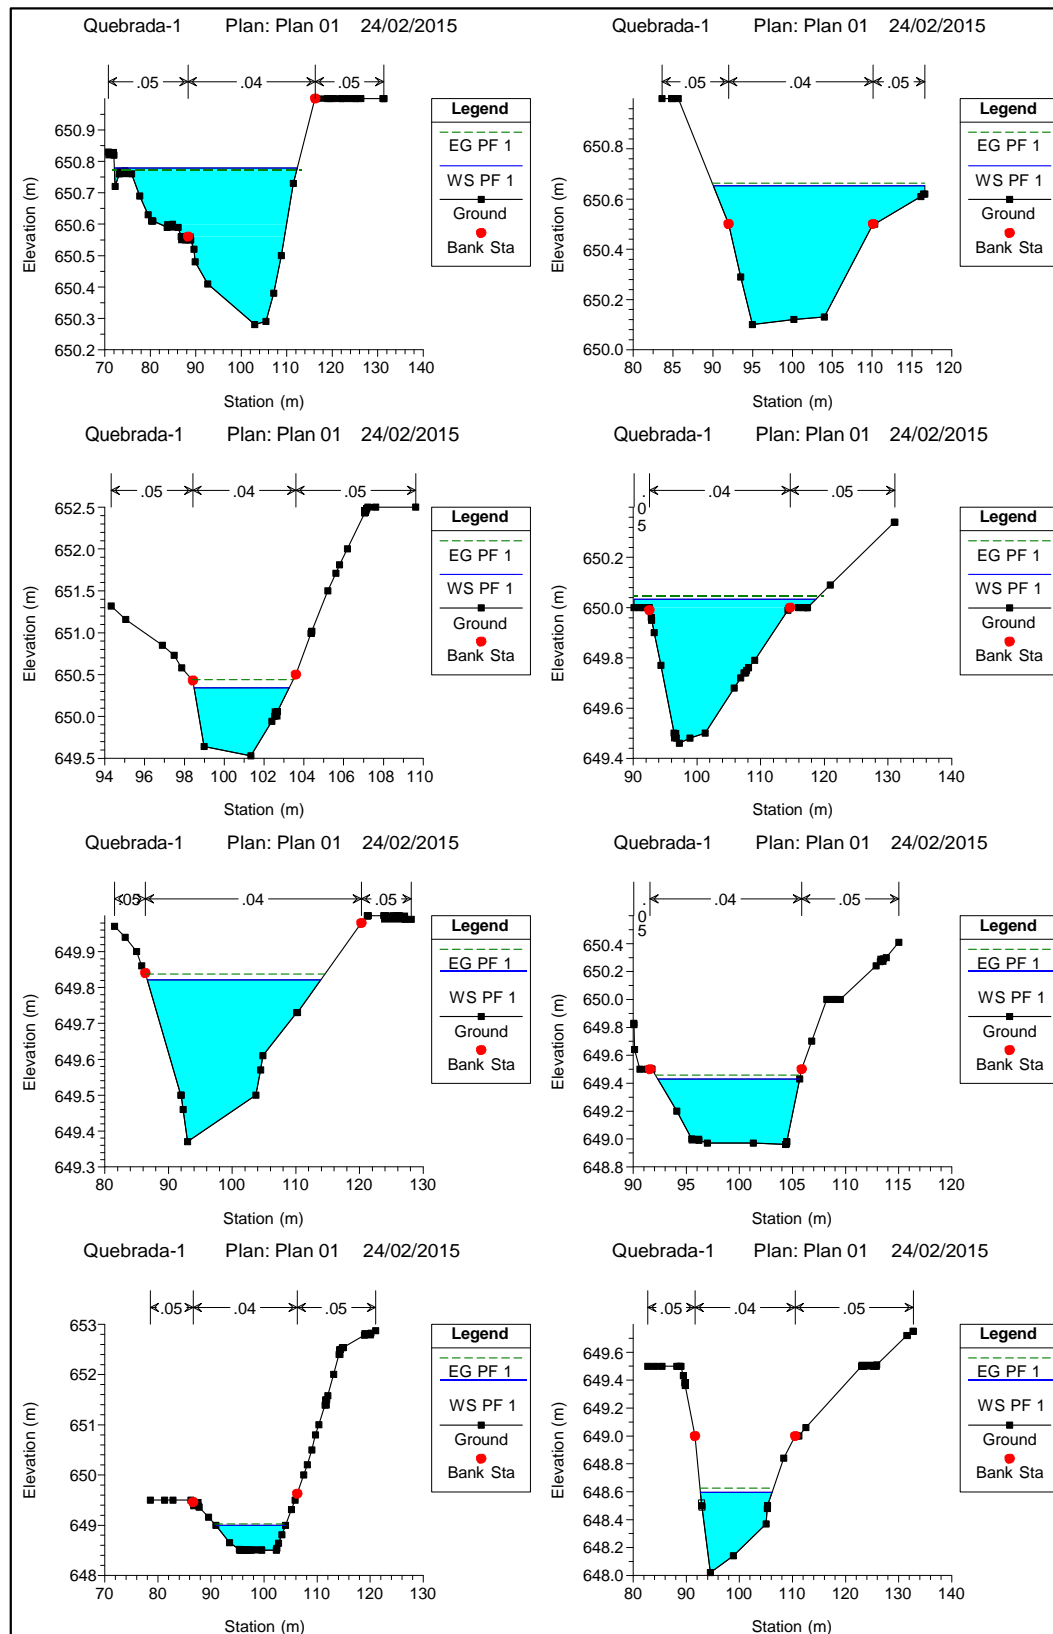 Quebrada-1 Plan: Plan 01 24/02/2015
.05 .04 .05
Legend
EG PF 1
WS PF 1
Ground
Bank Sta
Elevation (m)
650.9
650.8
650.7
650.6
650.5
650.4
650.3
650.2
70 80 90 100 110 120 130 140
Station (m)
Quebrada-1 Plan: Plan 01 24/02/2015
.05 .04 .05
Legend
EG PF 1
WS PF 1
Ground
Bank Sta
Elevation (m)
650.8
650.6
650.4
650.2
650.0
80 85 90 95 100 105 110 115 120
Station (m)
Quebrada-1 Plan: Plan 01 24/02/2015
.05 .04 .05
Legend
EG PF 1
WS PF 1
Ground
Bank Sta
Elevation (m)
652.5
652.0
651.5
651.0
650.5
650.0
649.5
94 96 98 100 102 104 106 108 110
Station (m)
Quebrada-1 Plan: Plan 01 24/02/2015
.05 .04 .05
Legend
EG PF 1
WS PF 1
Ground
Bank Sta
Elevation (m)
650.2
650.0
649.8
649.6
649.4
90 100 110 120 130 140
Station (m)
Quebrada-1 Plan: Plan 01 24/02/2015
.05 .04 .05
Legend
EG PF 1
WS PF 1
Ground
Bank Sta
Elevation (m)
649.9
649.8
649.7
649.6
649.5
649.4
649.3
80 90 100 110 120 130
Station (m)
Quebrada-1 Plan: Plan 01 24/02/2015
.05 .04 .05
Legend
EG PF 1
WS PF 1
Ground
Bank Sta
Elevation (m)
650.4
650.2
650.0
649.8
649.6
649.4
649.2
649.0
648.8
90 95 100 105 110 115 120
Station (m)
Quebrada-1 Plan: Plan 01 24/02/2015
.05 .04 .05
Legend
EG PF 1
WS PF 1
Ground
Bank Sta
Elevation (m)
653
652
651
650
649
648
70 80 90 100 110 120 130
Station (m)
Quebrada-1 Plan: Plan 01 24/02/2015
.05 .04 .05
Legend
EG PF 1
WS PF 1
Ground
Bank Sta
Elevation (m)
649.6
649.4
649.2
649.0
648.8
648.6
648.4
648.2
648.0
80 90 100 110 120 130 140
Station (m)